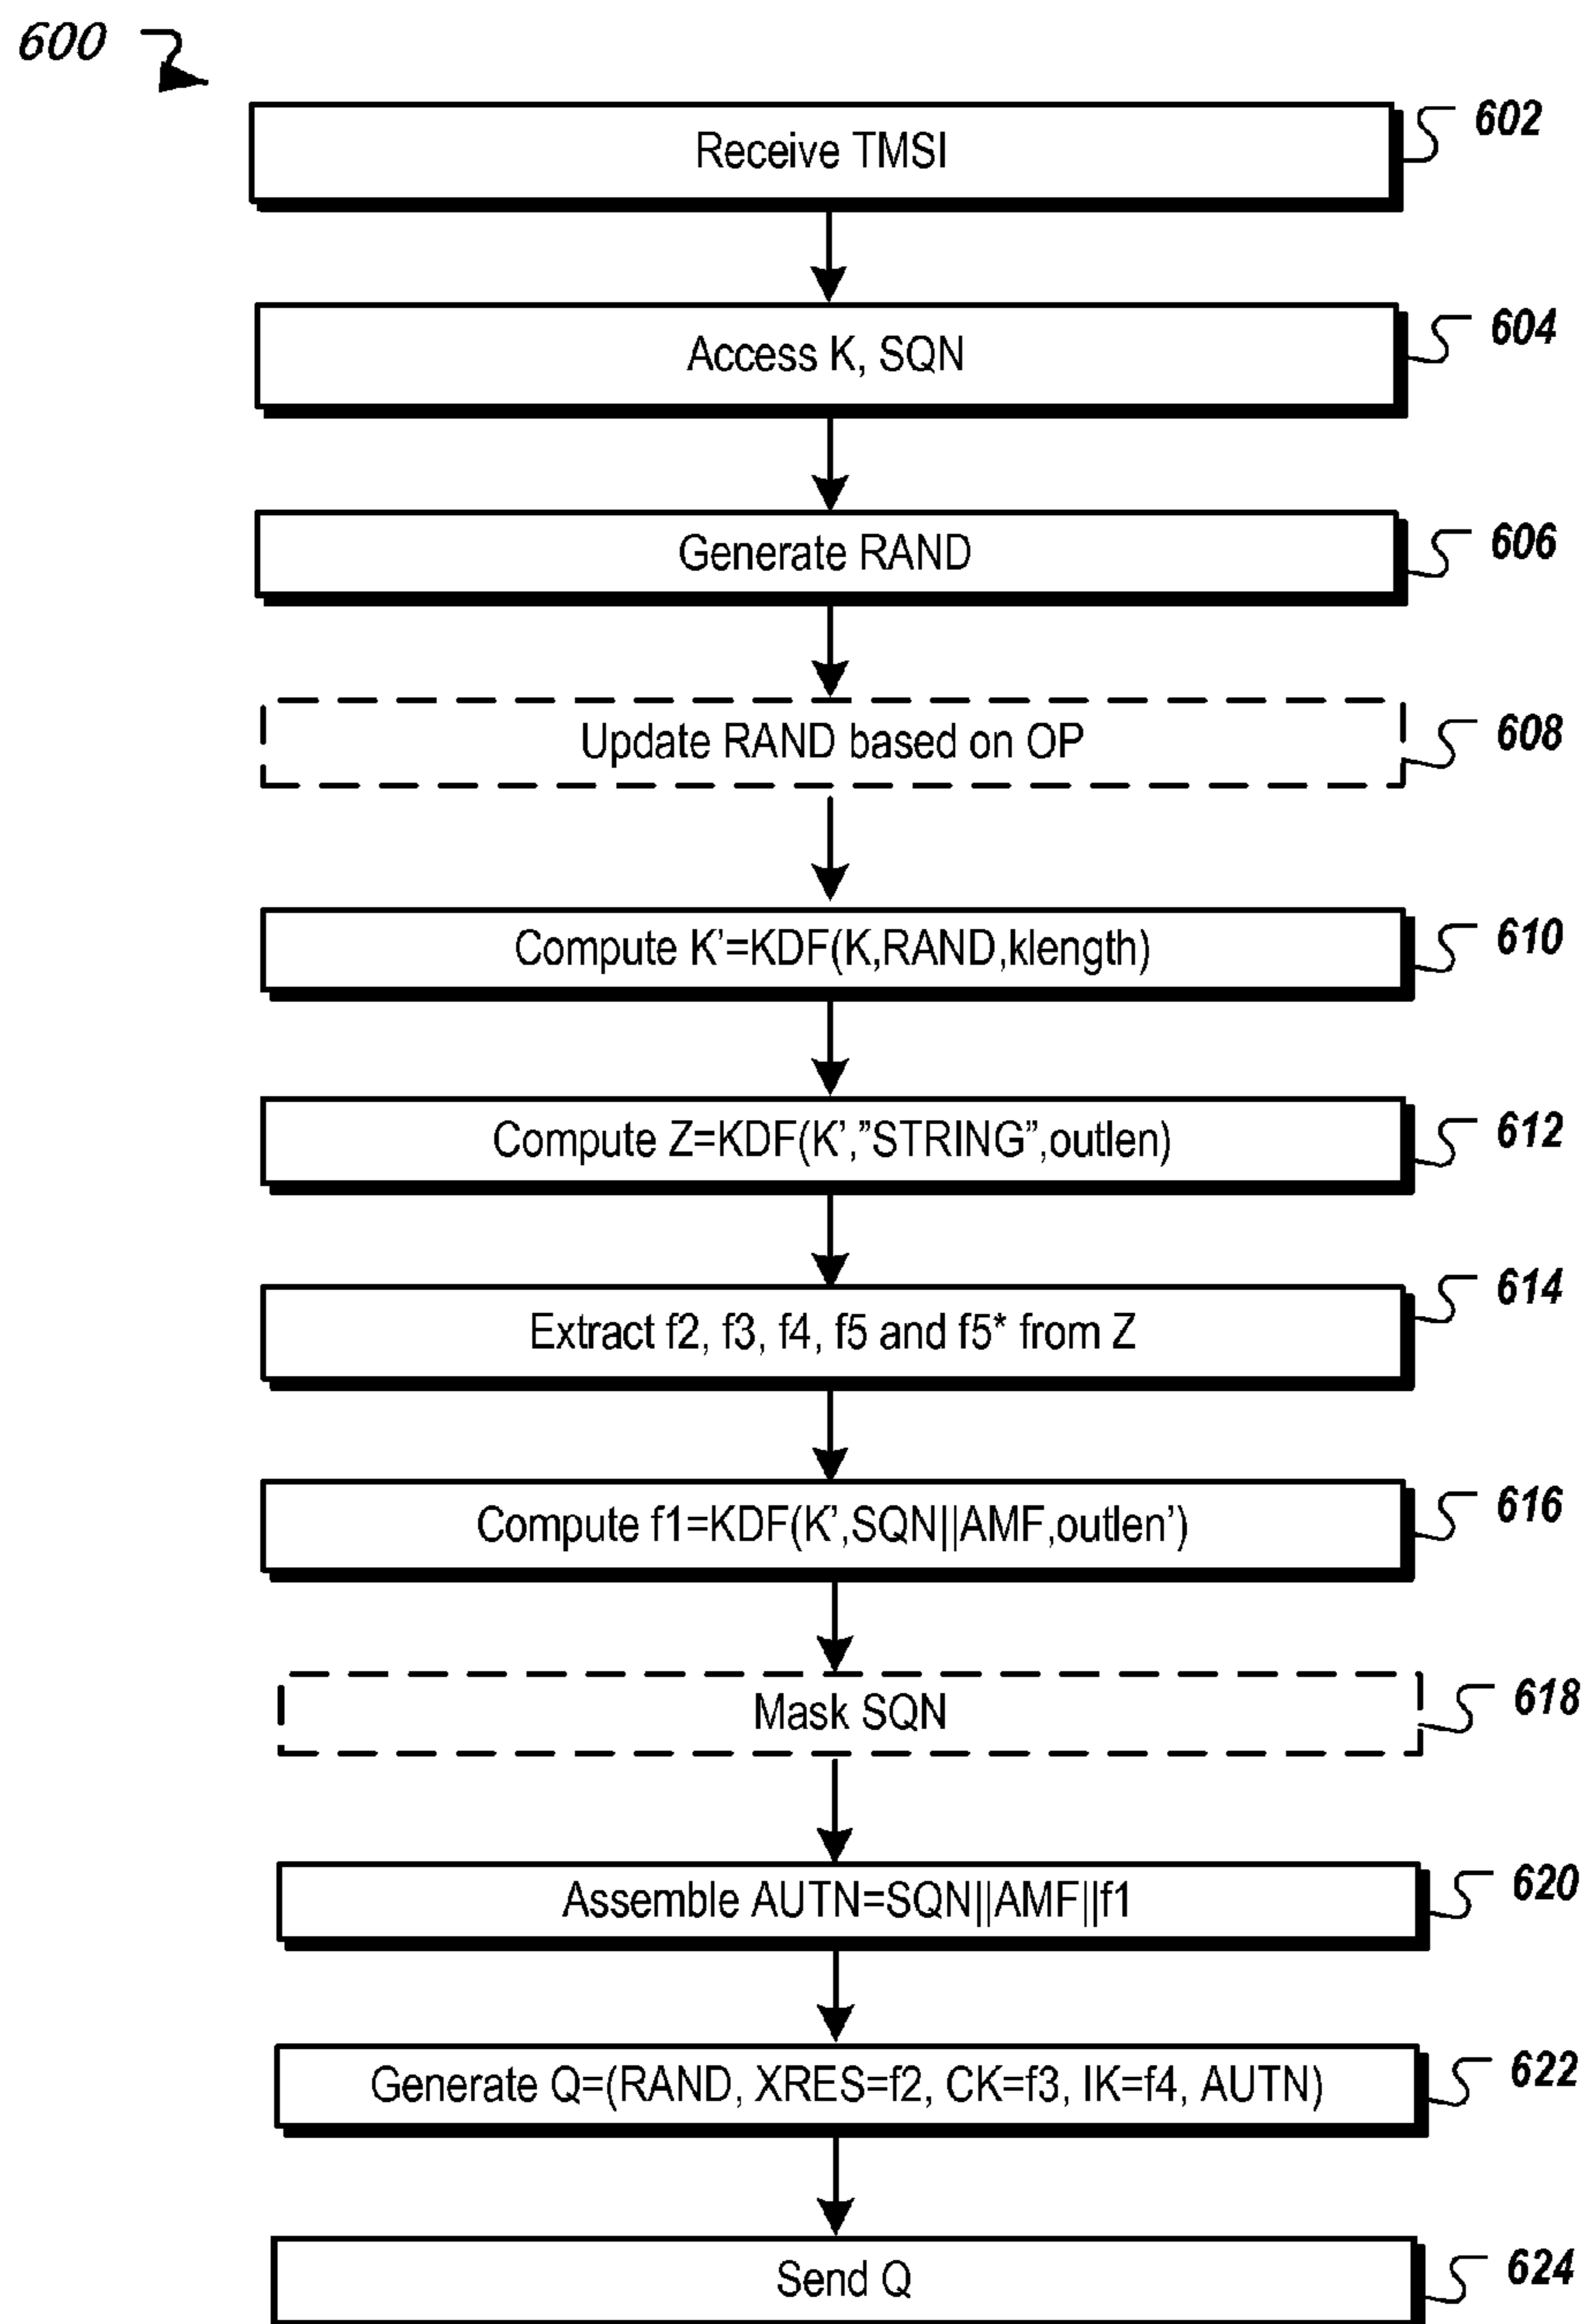 600
Receive TMSI
602
Access K, SQN
604
Generate RAND
606
Update RAND based on OP
608
Compute K’=KDF(K,RAND,klength)
610
Compute Z=KDF(K’,”STRING”,outlen)
612
Extract f2, f3, f4, f5 and f5* from Z
614
Compute f1=KDF(K’,SQN||AMF,outlen’)
616
Mask SQN
618
Assemble AUTN=SQN||AMF||f1
620
Generate Q=(RAND, XRES=f2, CK=f3, IK=f4, AUTN)
622
Send Q
624